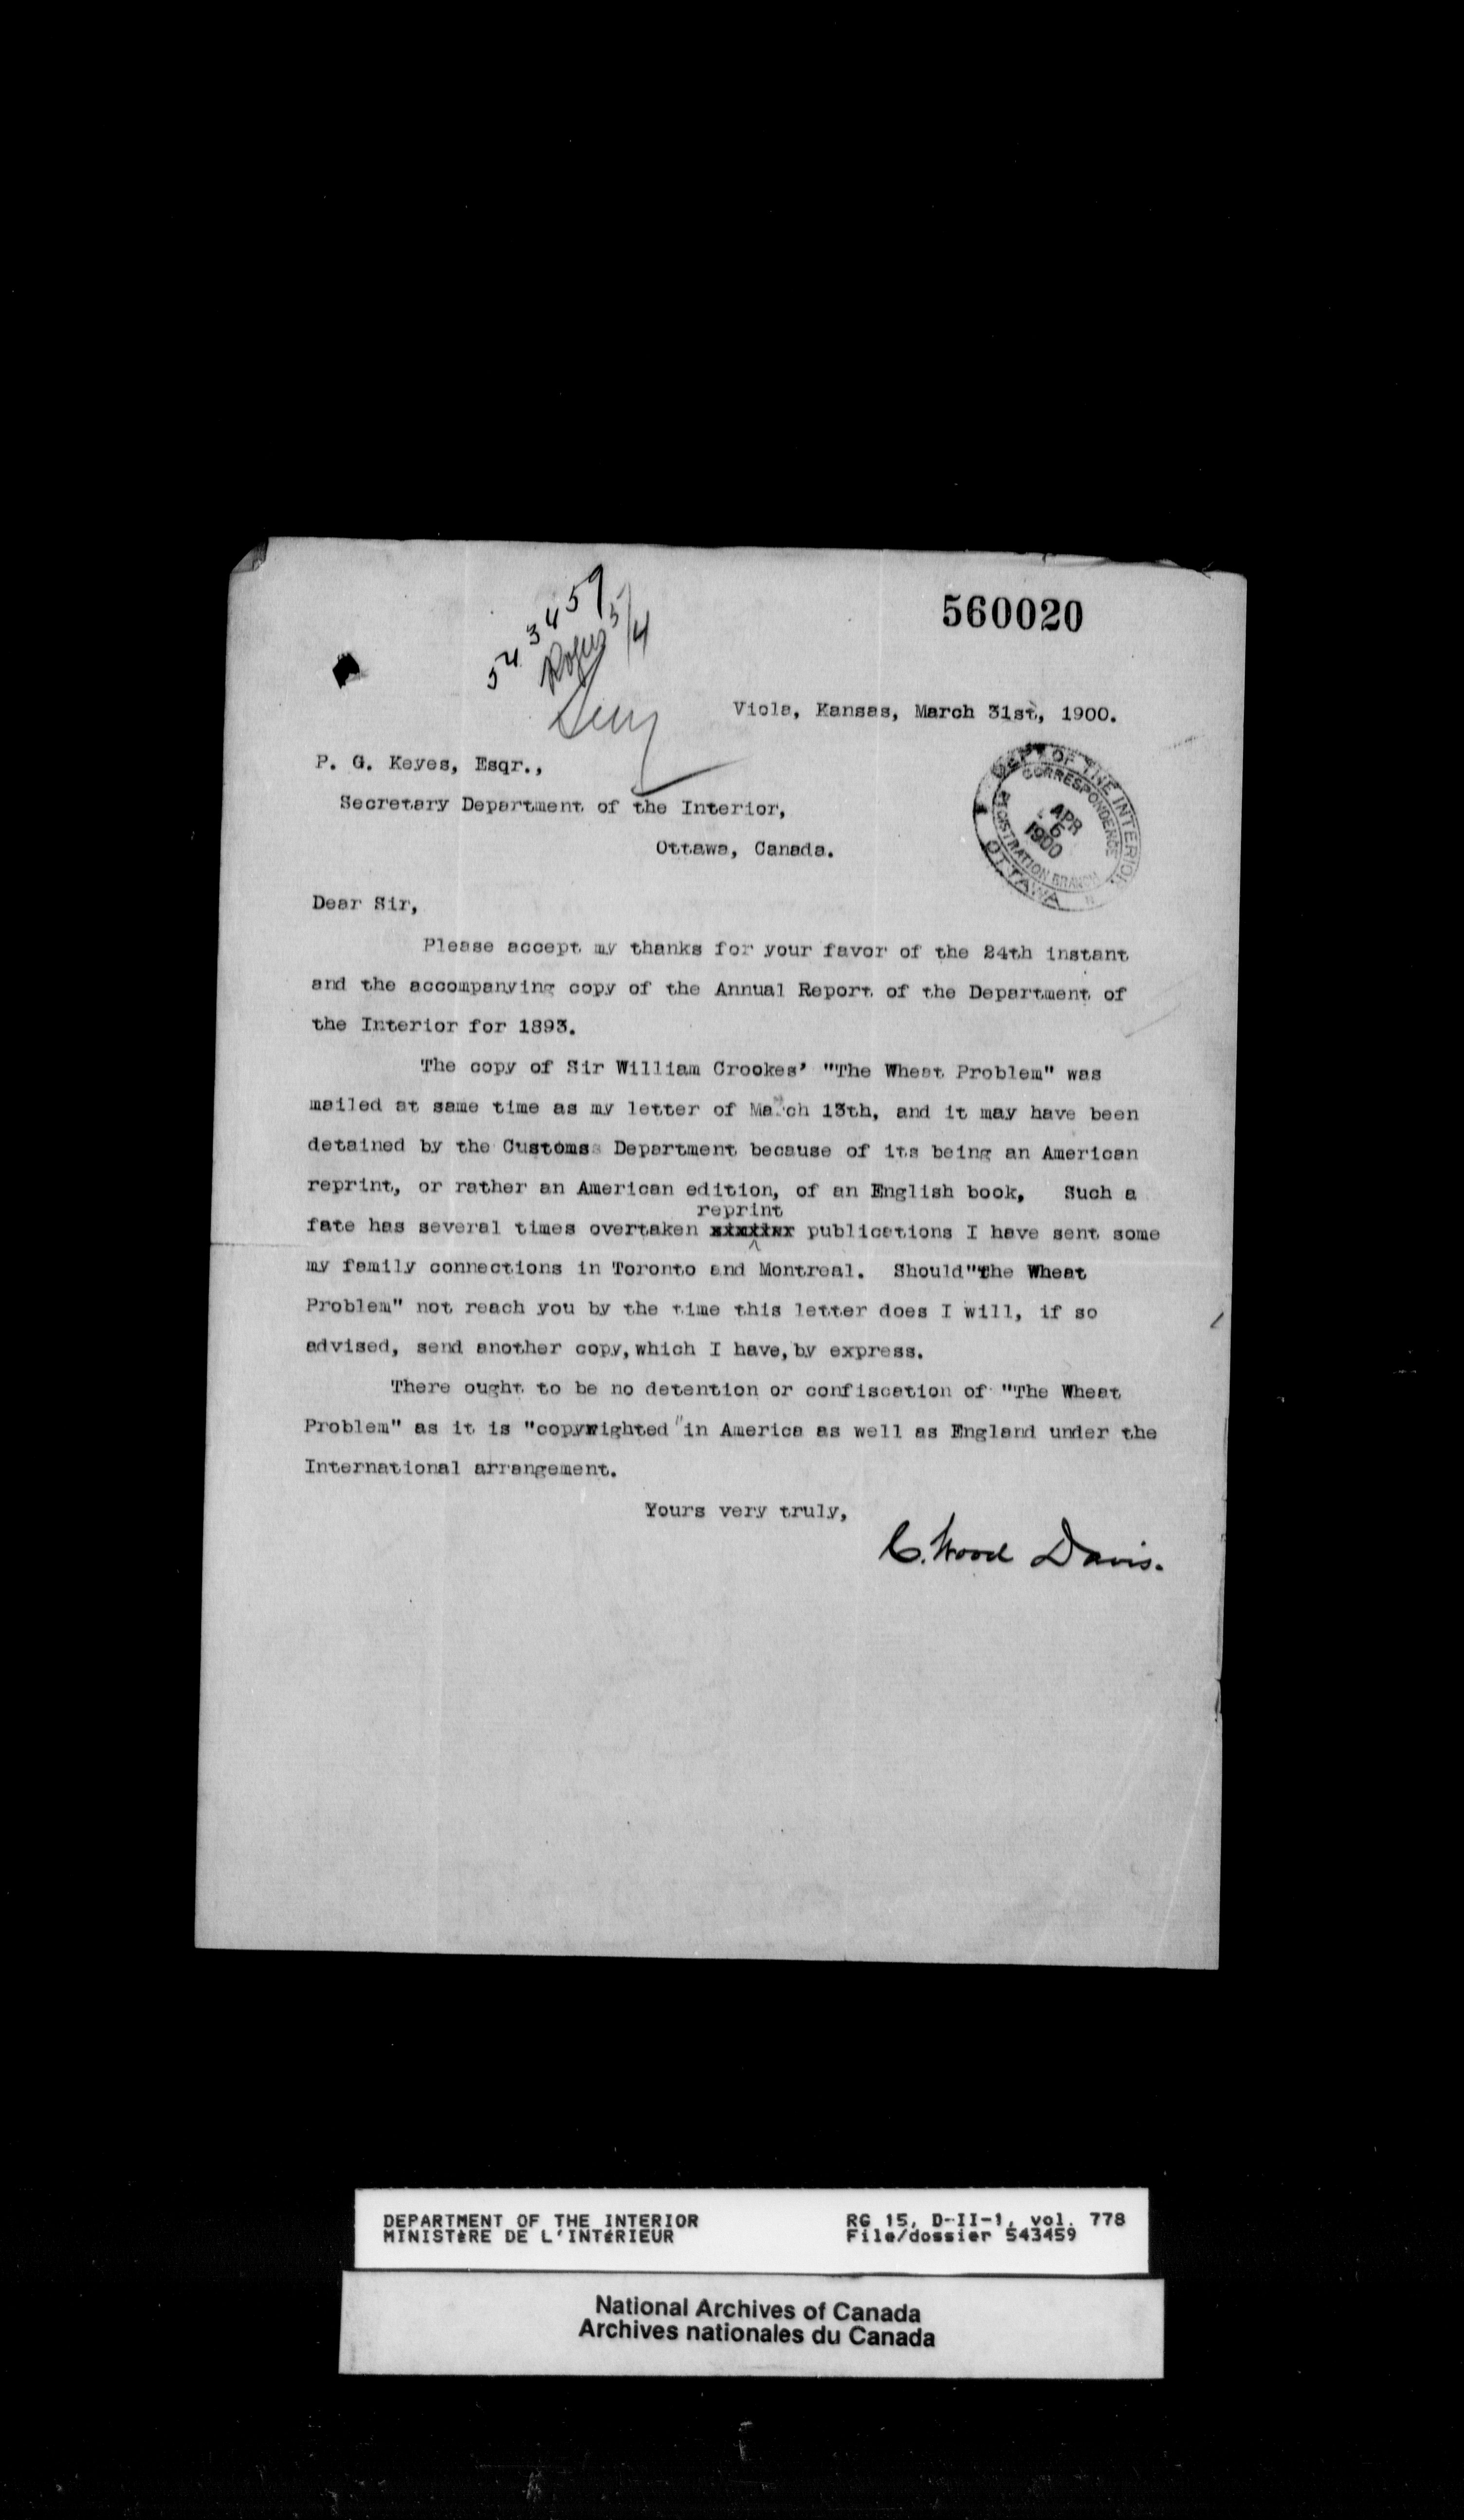 543459
5/4
560020
Viola, Kansas, March 31st, 1900.
P. G. Keyes, Esqr.,
Secretary Department of the Interior,
Ottawa, Canada.
DEPT OF THE INTERIOR
CORRESPONDENCE
APR
6
1900
REGISTRATION BRANCH
OTTAWA
Dear Sir,
Please accept my thanks for your favor of the 24th instant
and the accompanying copy of the Annual Report of the Department of
the Interior for 1893.
The copy of Sir William Crookes' "The Wheat Problem" was
mailed at same time as my letter of March 13th, and it may have been
detained by the Customs Department because of its being an American
reprint, or rather an American edition, of an English book, Such a
reprint
fate has several times overtaken publications I have sent some
my family connections in Toronto and Montreal. Should "the Wheat
Problem" not reach you by the time this letter does I will, if so
advised, send another copy, which I have, by express.
There ought to be no detention or confiscation of "The Wheat
Problem" as it is "copyrighted" in America as well as England under the
International arrangement.
Yours very truly,
C. Wood Davis.
DEPARTMENT OF THE INTERIOR
MINISTèRE DE L'INTéRIEUR
RG 15, D-II-1, vol. 778
File/dossier 543459
National Archives of Canada
Archives nationales du Canada